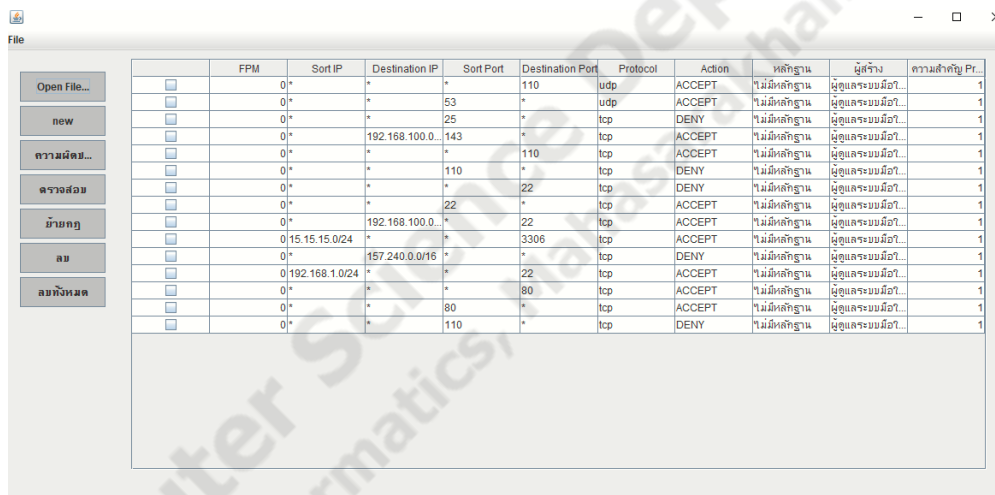 File
Open File...
new
ความผิดป...
ตรวจสอบ
ย้ายกฎ
ลบ
ลบทั้งหมด
FPM Sort IP Destination IP Sort Port Destination Port Protocol Action หลักฐาน ผู้สร้าง ความสำคัญ Pr...
0 * * * 110 udp ACCEPT ไม่มีหลักฐาน ผู้ดูแลระบบมือใ... 1
0 * * 53 * udp ACCEPT ไม่มีหลักฐาน ผู้ดูแลระบบมือใ... 1
0 * * 25 * tcp DENY ไม่มีหลักฐาน ผู้ดูแลระบบมือใ... 1
0 * 192.168.100.0... 143 * tcp ACCEPT ไม่มีหลักฐาน ผู้ดูแลระบบมือใ... 1
0 * * * 110 tcp ACCEPT ไม่มีหลักฐาน ผู้ดูแลระบบมือใ... 1
0 * * 110 * tcp DENY ไม่มีหลักฐาน ผู้ดูแลระบบมือใ... 1
0 * * * 22 tcp DENY ไม่มีหลักฐาน ผู้ดูแลระบบมือใ... 1
0 * * 22 * tcp ACCEPT ไม่มีหลักฐาน ผู้ดูแลระบบมือใ... 1
0 * 192.168.100.0... * 22 tcp ACCEPT ไม่มีหลักฐาน ผู้ดูแลระบบมือใ... 1
0 15.15.15.0/24 * * 3306 tcp ACCEPT ไม่มีหลักฐาน ผู้ดูแลระบบมือใ... 1
0 * 157.240.0.0/16 * * tcp DENY ไม่มีหลักฐาน ผู้ดูแลระบบมือใ... 1
0 192.168.1.0/24 * * 22 tcp ACCEPT ไม่มีหลักฐาน ผู้ดูแลระบบมือใ... 1
0 * * * 80 tcp ACCEPT ไม่มีหลักฐาน ผู้ดูแลระบบมือใ... 1
0 * * 80 * tcp ACCEPT ไม่มีหลักฐาน ผู้ดูแลระบบมือใ... 1
0 * * 110 * tcp DENY ไม่มีหลักฐาน ผู้ดูแลระบบมือใ... 1
Science